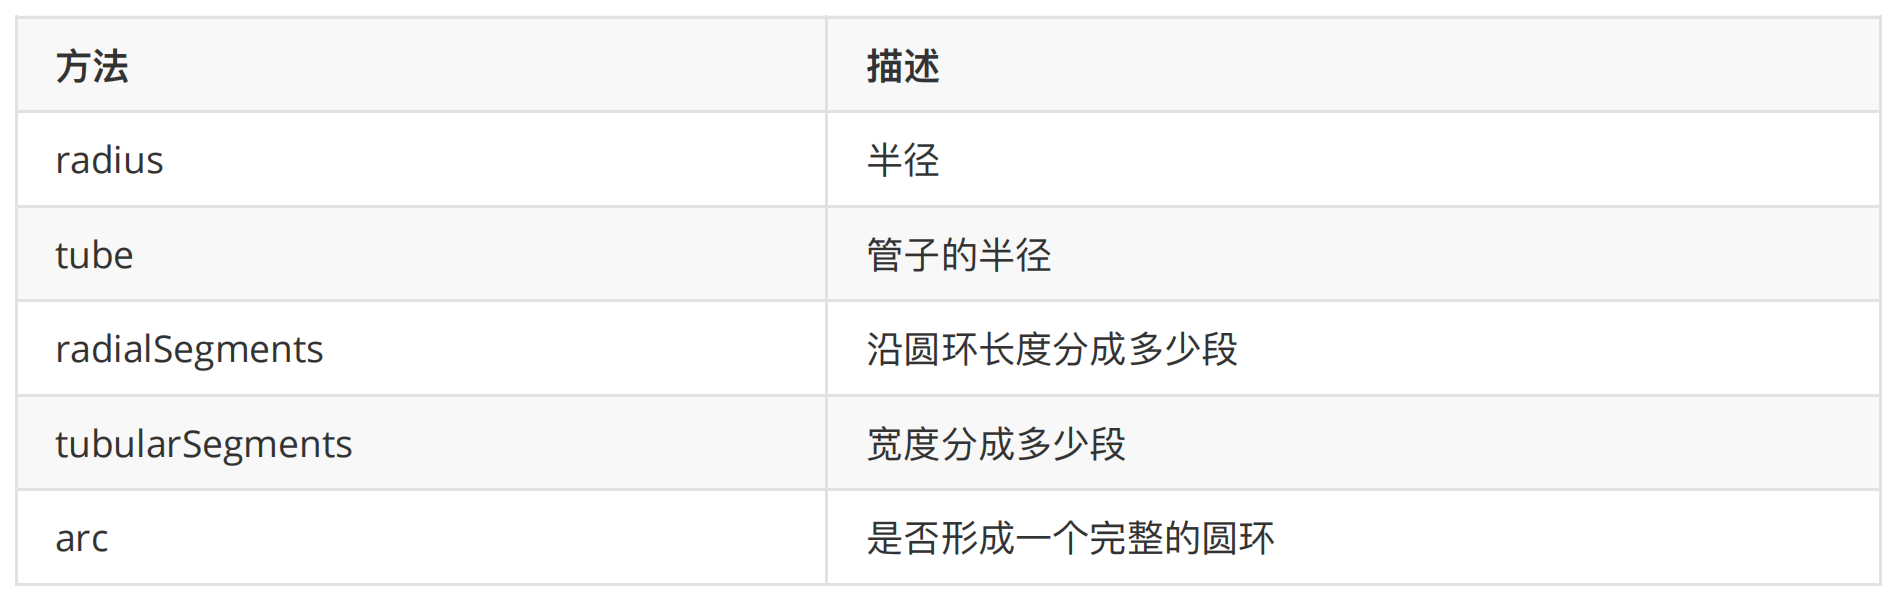 方法 描述
radius 半径
tube 管子的半径
radialSegments 沿圆环长度分成多少段
tubularSegments 宽度分成多少段
arc 是否形成一个完整的圆环